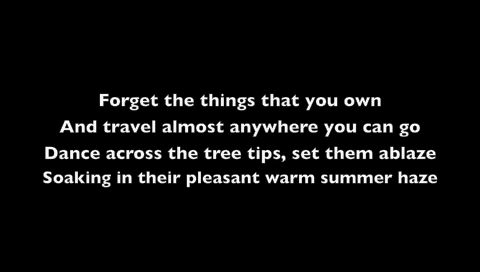 Forget the things that you own
And travel almost anywhere you can go
Dance across the tree tips, set them ablaze
Soaking in their pleasant warm summer haze